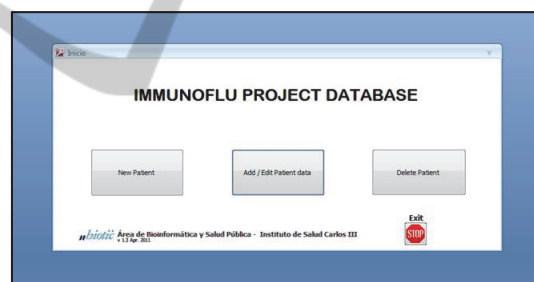 Inicio
IMMUNOFLU PROJECT DATABASE
New Patient
Add / Edit Patient data
Delete Patient
Exit
STOP
nbiotic Área de Bioinformática y Salud Pública - Instituto de Salud Carlos III
v 1.3 Apr. 2011